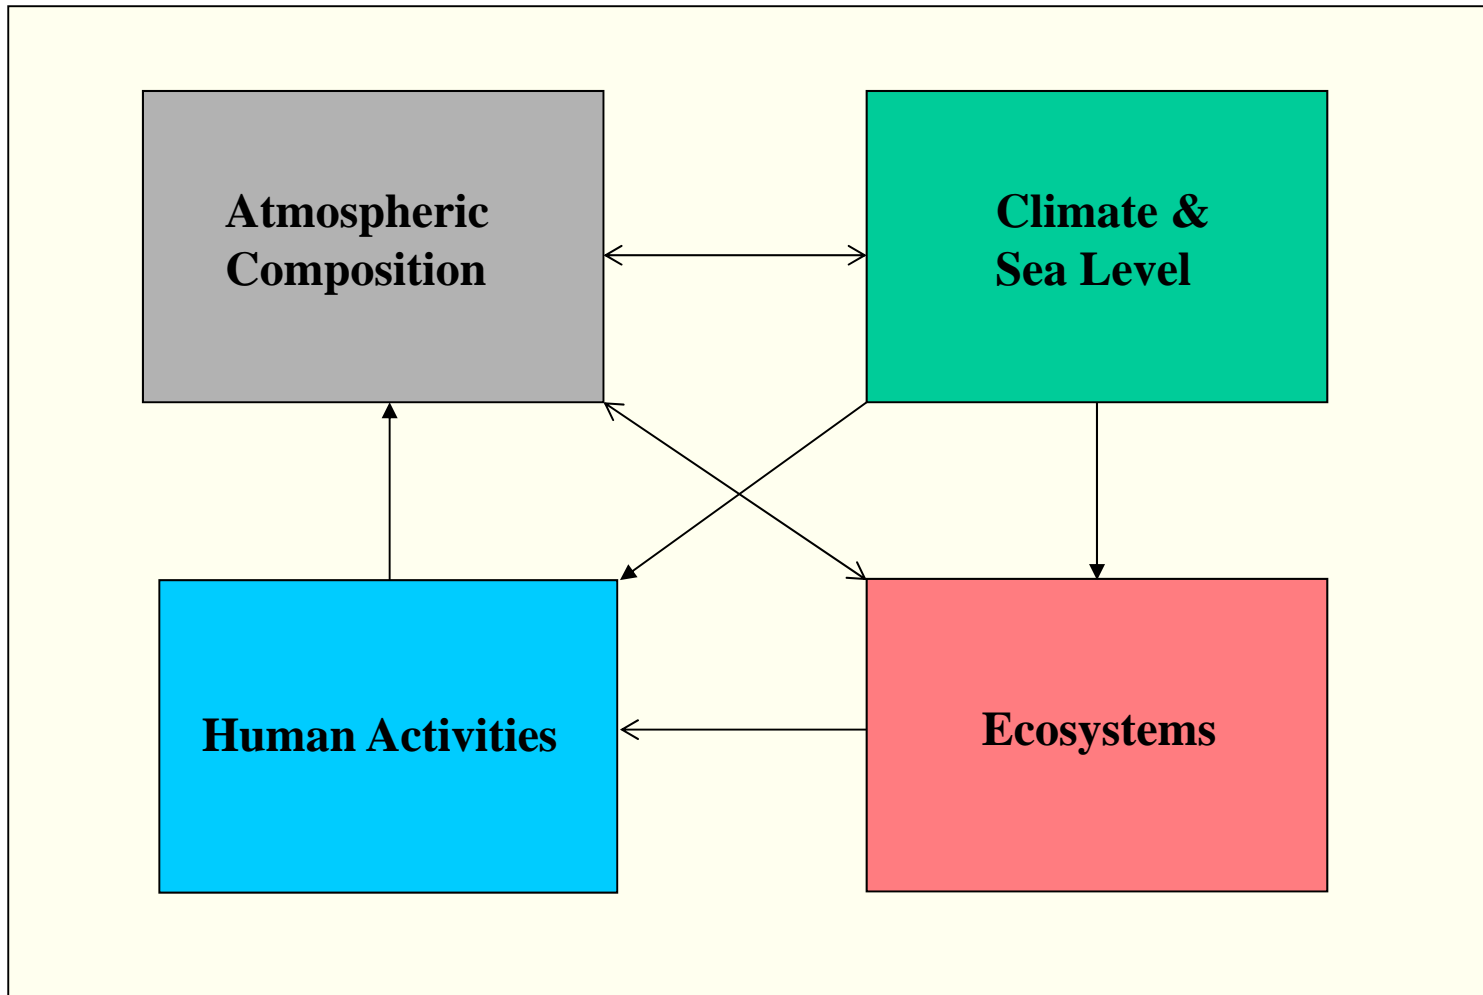 Atmospheric
Composition
Climate &
Sea Level
Human Activities
Ecosystems